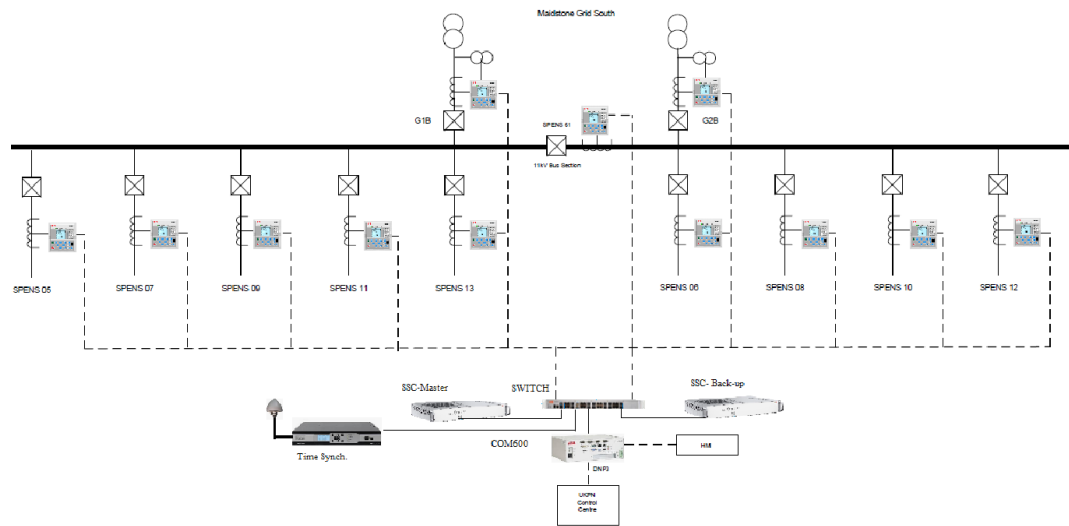 Maidstone Grid South
G1B
SPENS 61
G2B
11kV Bus Section
SPENS 05
SPENS 07
SPENS 09
SPENS 11
SPENS 13
SPENS 06
SPENS 08
SPENS 10
SPENS 12
SSC-Master
SWITCH
SSC- Back-up
Time Synch.
COM600
HMI
DNP3
UKPN
Control
Centre